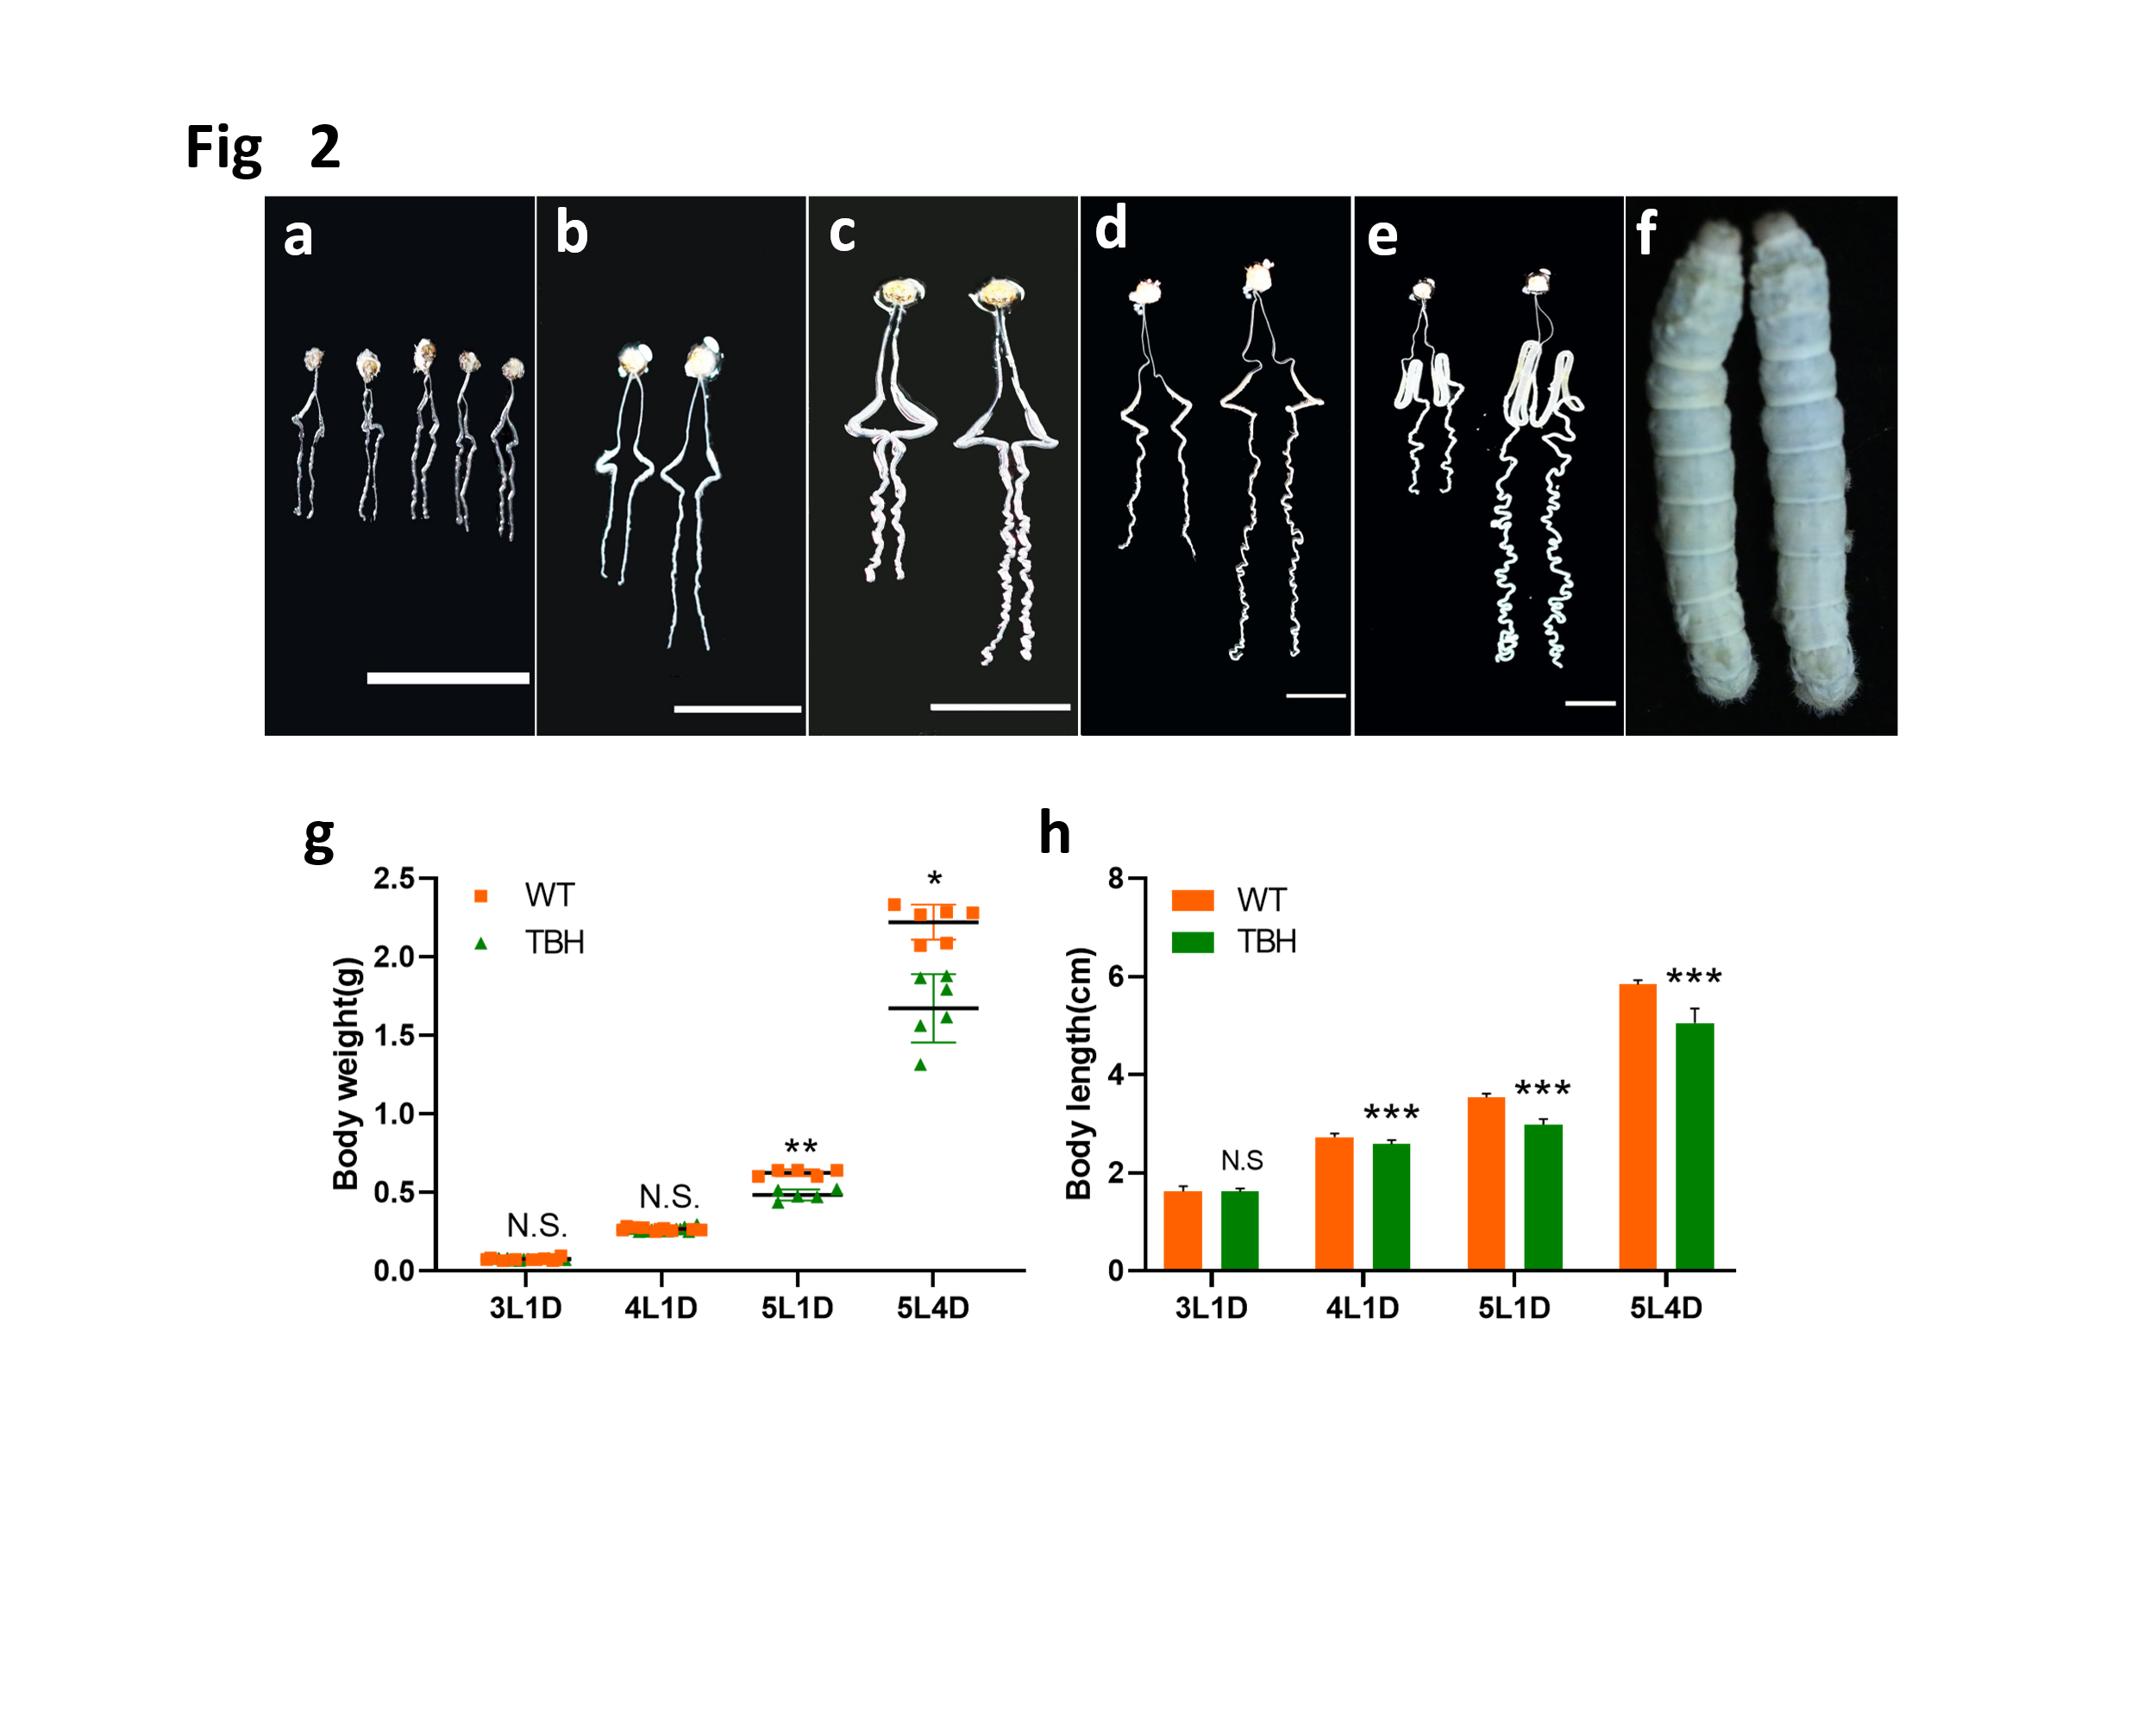 Fig 2
a
b
c
d
e
f
g
h
2.5
2.0
1.5
1.0
0.5
0.0
Body weight(g)
WT
TBH
N.S.
N.S.
**
*
3L1D
4L1D
5L1D
5L4D
8
6
4
2
0
Body length(cm)
WT
TBH
N.S
***
***
***
3L1D
4L1D
5L1D
5L4D